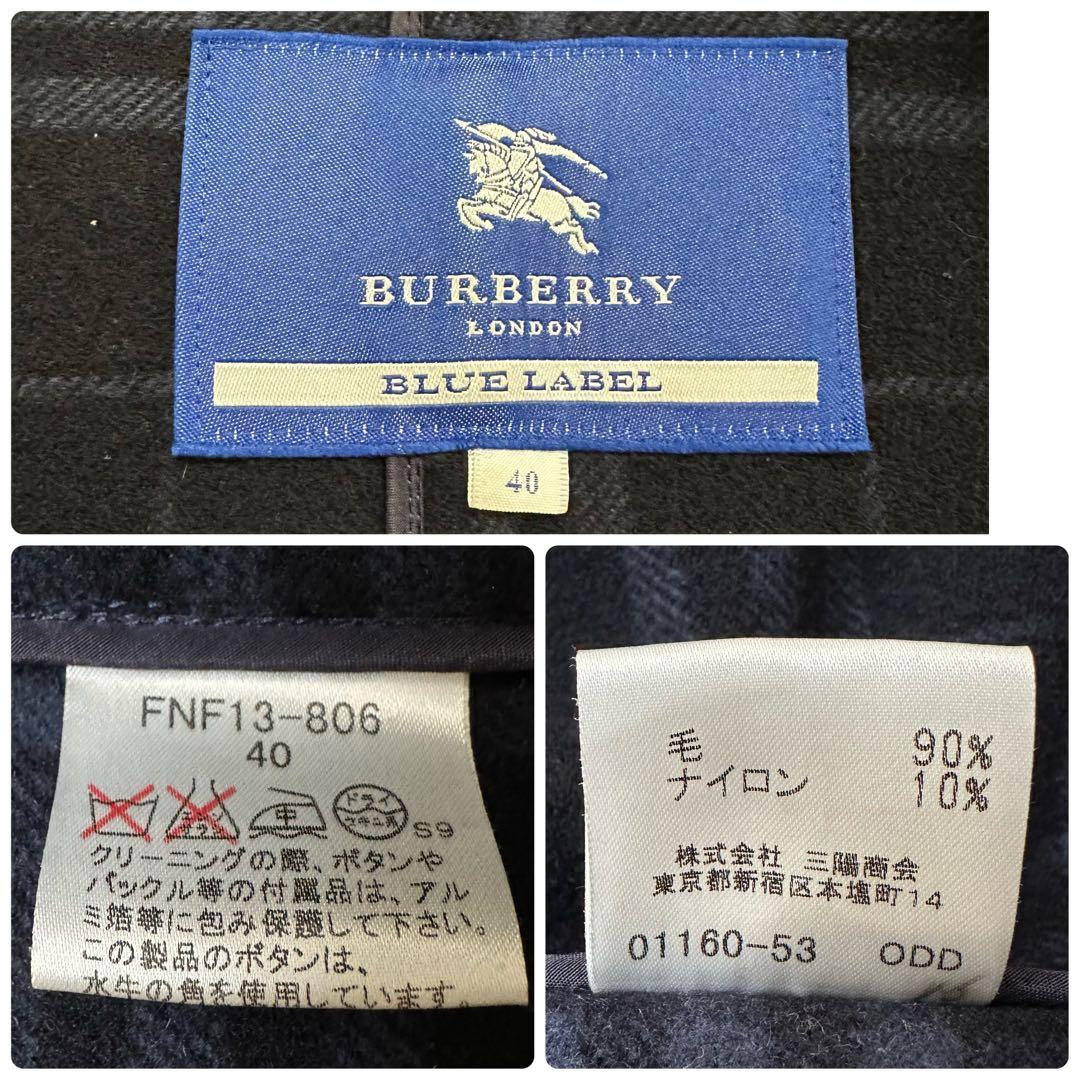 BURBERRY
LONDON
BLUE LABEL
40
FNF13-806
40
ドライ
セキユ系
S9
クリーニングの際、ボタンや
バックル等の付属品は、アル
ミ箔等に包み保護して下さい。
この製品のボタンは、
水牛の角を使用しています。
毛 90%
ナイロン 10%
株式会社 三陽商会
東京都新宿区本塩町14
01160-53 ODD